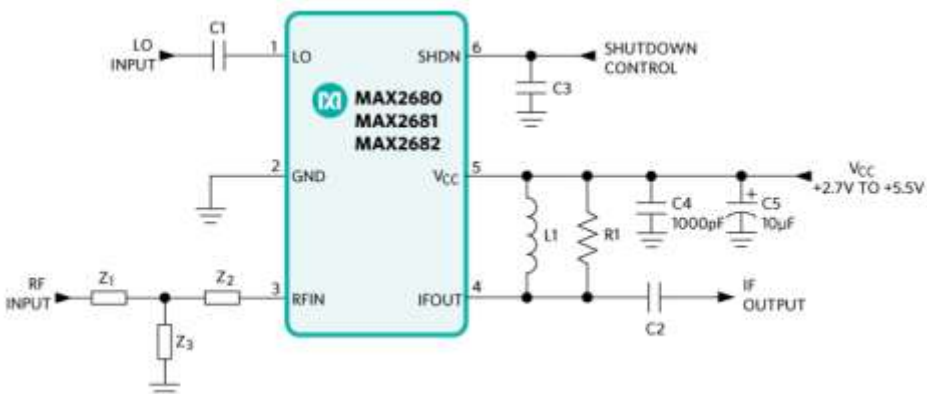 C1
LO
INPUT
1
LO
SHDN
6
SHUTDOWN
CONTROL
C3
MAX2680
MAX2681
MAX2682
2
GND
VCC
5
VCC
+2.7V TO +5.5V
L1
R1
C4
1000pF
+
C5
10µF
RF
INPUT
Z1
Z2
3
RFIN
IFOUT
4
IF
OUTPUT
C2
Z3